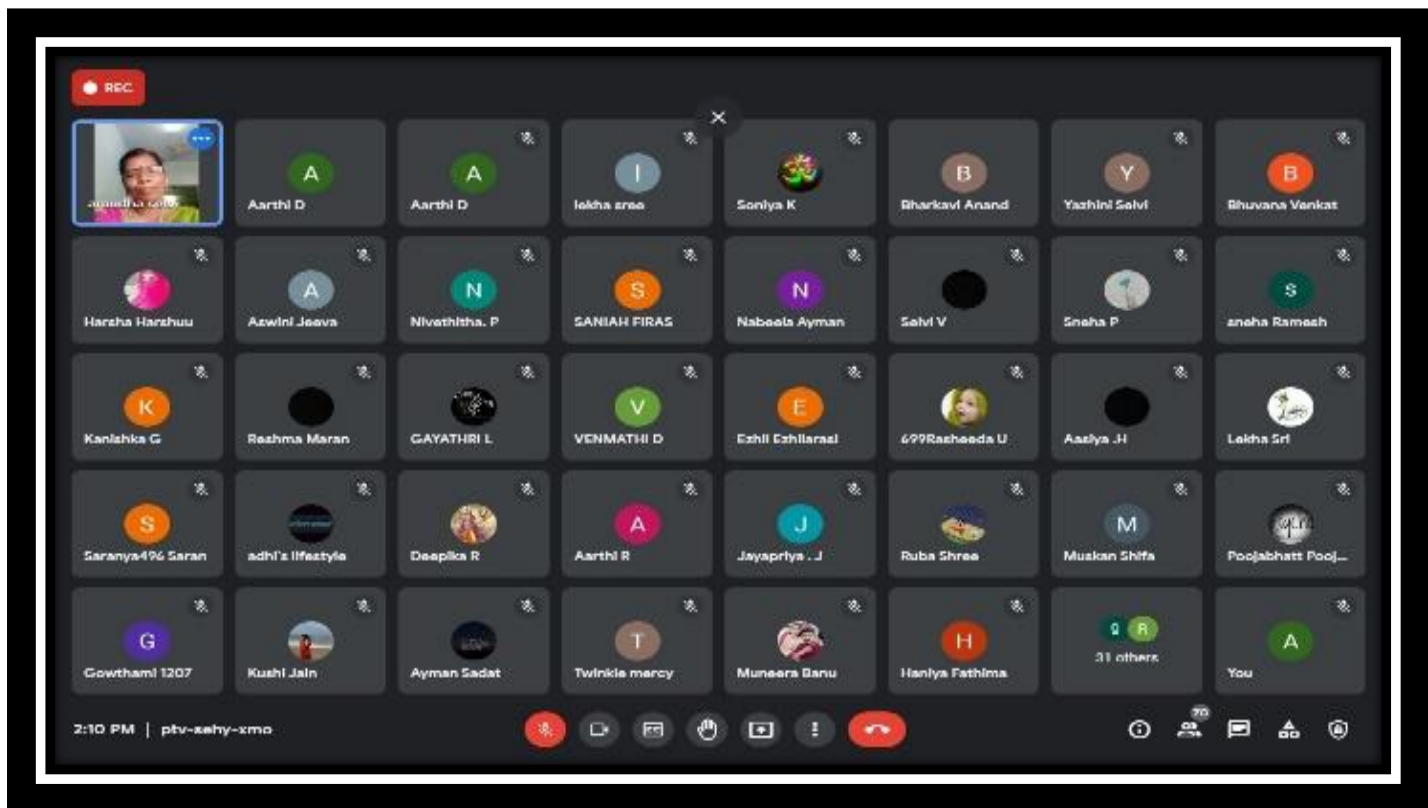 REC
A A I B Y B
Aarthi D Aarthi D lekha sree Soniya K Bharkavi Anand Yazhini Selvi Bhuvana Venkat
A N S N S
Harsha Harshuu Aswini Jeeva Nivethitha. P SANIAH FIRAS Nabeela Ayman Selvi V Sneha P sneha Ramesh
K V E
Kanishka G Reshma Maran GAYATHRI L VENMATHI D Ezhil Ezhilarasi 699Rasheeda U Aasiya .H Lekha Sri
S A J M
Saranya496 Saran adhi's lifestyle Deepika R Aarthi R Jayapriya . J Ruba Shree Muskan Shifa Poojabhatt Pooj...
G T H g R A
Gowthami 1207 Kushi Jain Ayman Sadat Twinkle mercy Muneera Banu Haniya Fathima 31 others You
2:10 PM | ptv-sehy-xmo 70